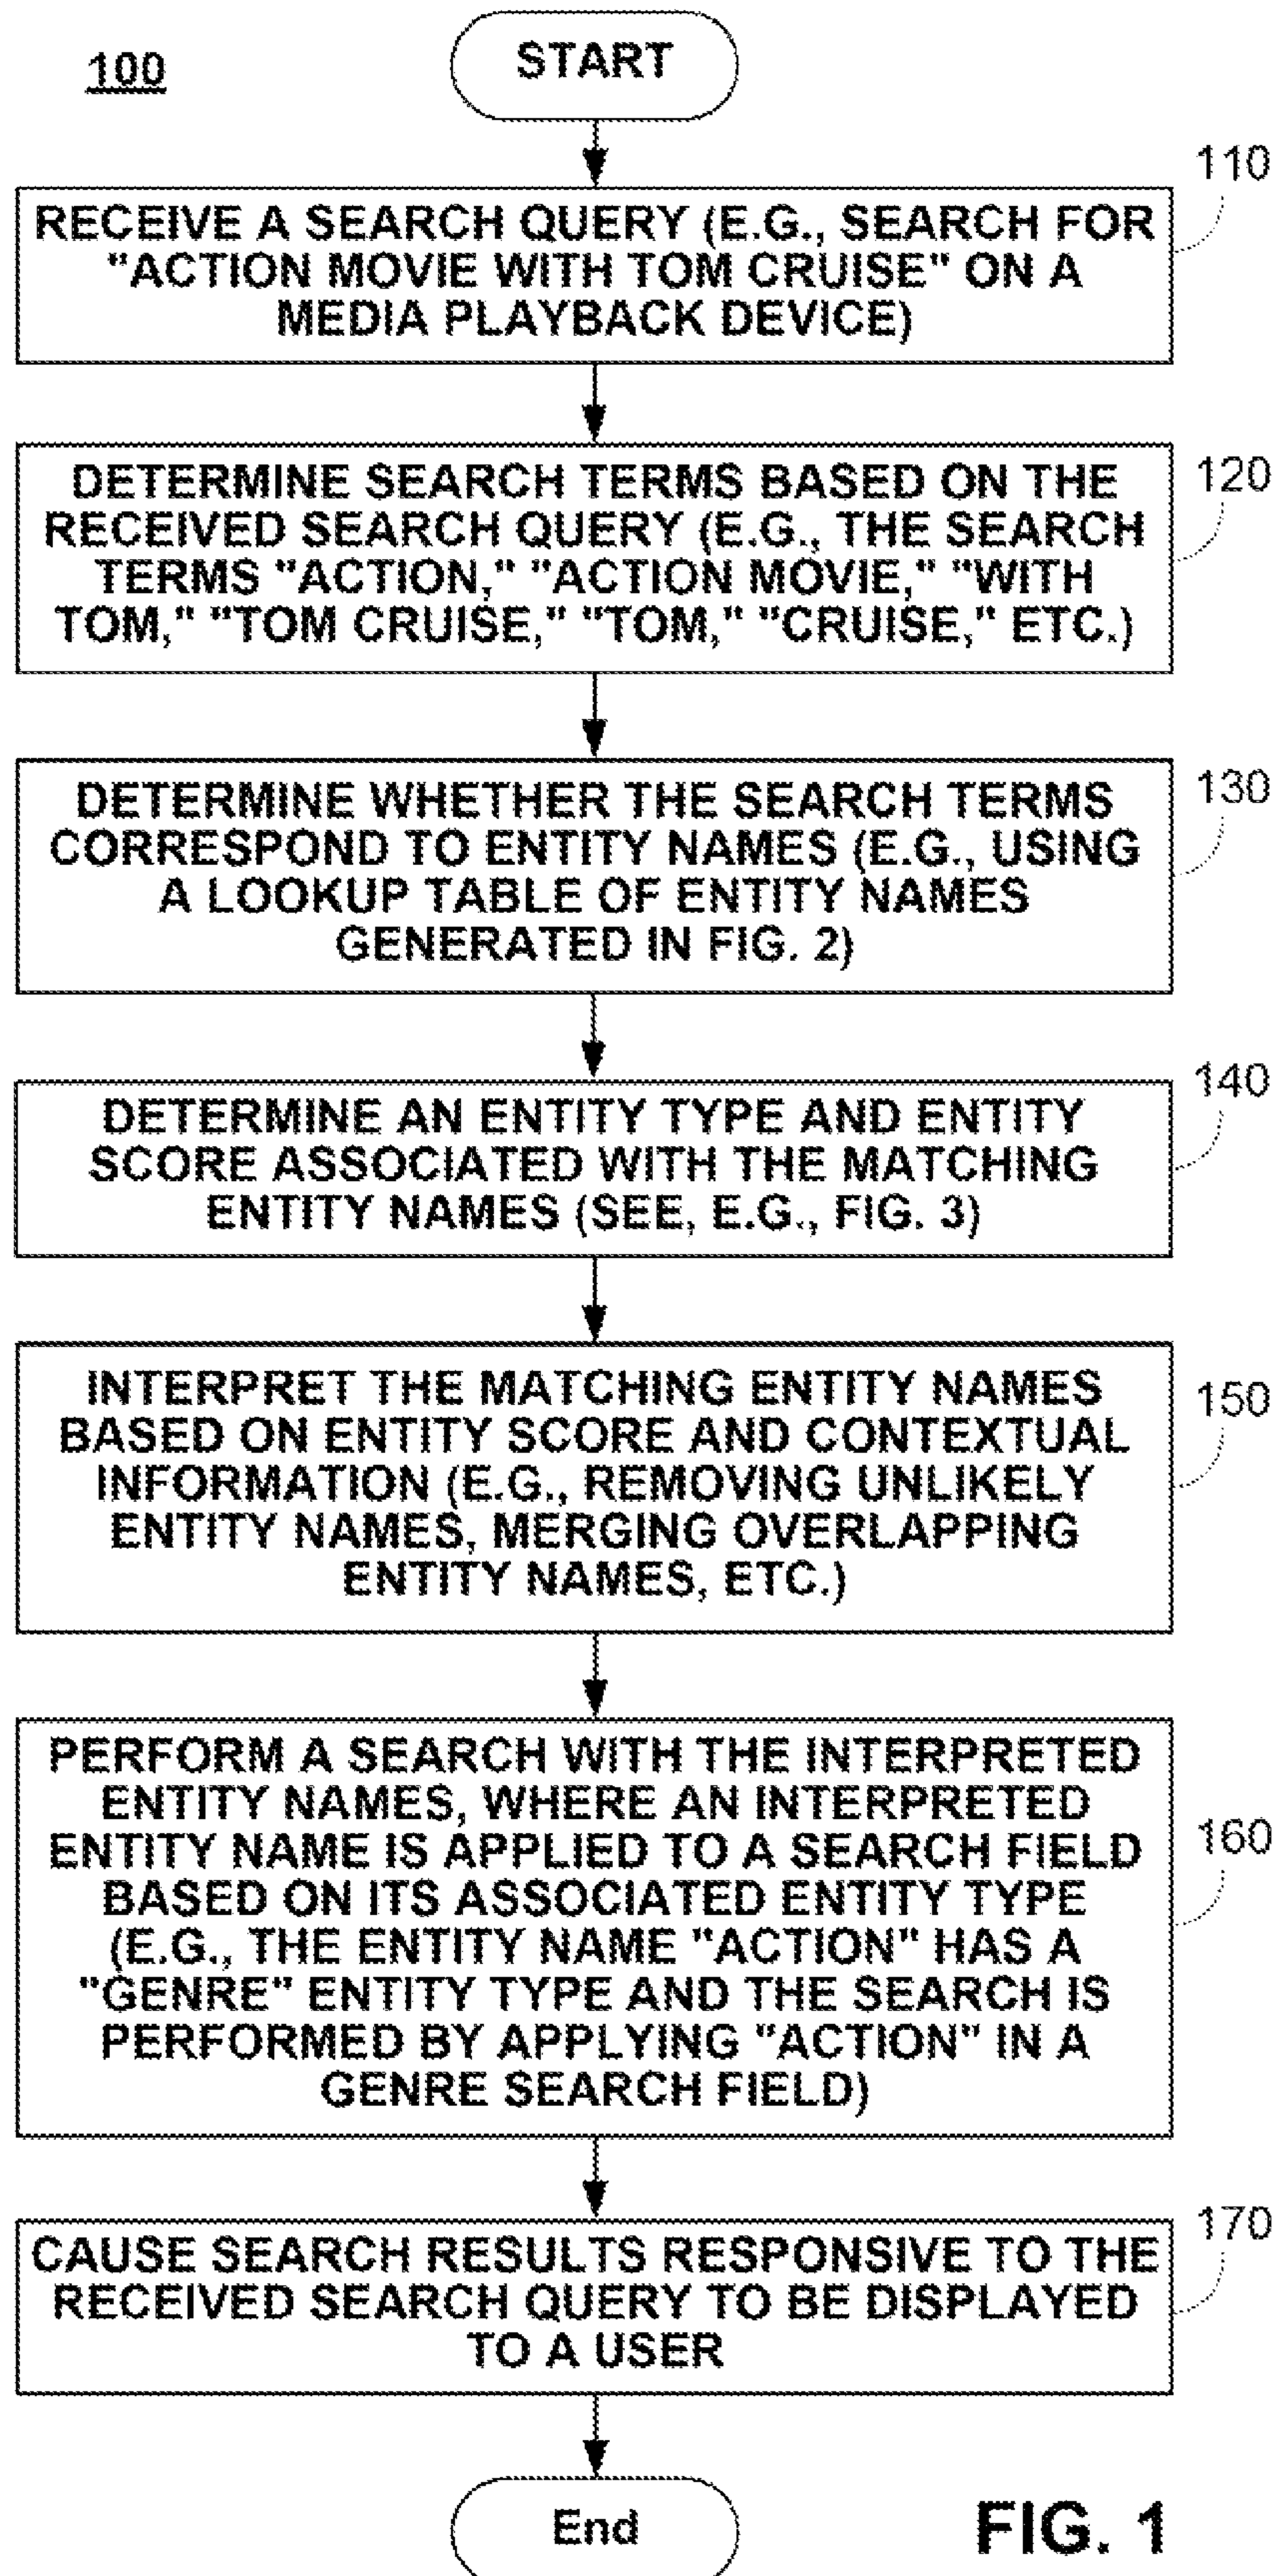 100
START
110
RECEIVE A SEARCH QUERY (E.G., SEARCH FOR
"ACTION MOVIE WITH TOM CRUISE" ON A
MEDIA PLAYBACK DEVICE)
120
DETERMINE SEARCH TERMS BASED ON THE
RECEIVED SEARCH QUERY (E.G., THE SEARCH
TERMS "ACTION," "ACTION MOVIE," "WITH
TOM," "TOM CRUISE," "TOM," "CRUISE," ETC.)
130
DETERMINE WHETHER THE SEARCH TERMS
CORRESPOND TO ENTITY NAMES (E.G., USING
A LOOKUP TABLE OF ENTITY NAMES
GENERATED IN FIG. 2)
140
DETERMINE AN ENTITY TYPE AND ENTITY
SCORE ASSOCIATED WITH THE MATCHING
ENTITY NAMES (SEE, E.G., FIG. 3)
150
INTERPRET THE MATCHING ENTITY NAMES
BASED ON ENTITY SCORE AND CONTEXTUAL
INFORMATION (E.G., REMOVING UNLIKELY
ENTITY NAMES, MERGING OVERLAPPING
ENTITY NAMES, ETC.)
160
PERFORM A SEARCH WITH THE INTERPRETED
ENTITY NAMES, WHERE AN INTERPRETED
ENTITY NAME IS APPLIED TO A SEARCH FIELD
BASED ON ITS ASSOCIATED ENTITY TYPE
(E.G., THE ENTITY NAME "ACTION" HAS A
"GENRE" ENTITY TYPE AND THE SEARCH IS
PERFORMED BY APPLYING "ACTION" IN A
GENRE SEARCH FIELD)
170
CAUSE SEARCH RESULTS RESPONSIVE TO THE
RECEIVED SEARCH QUERY TO BE DISPLAYED
TO A USER
End
FIG. 1